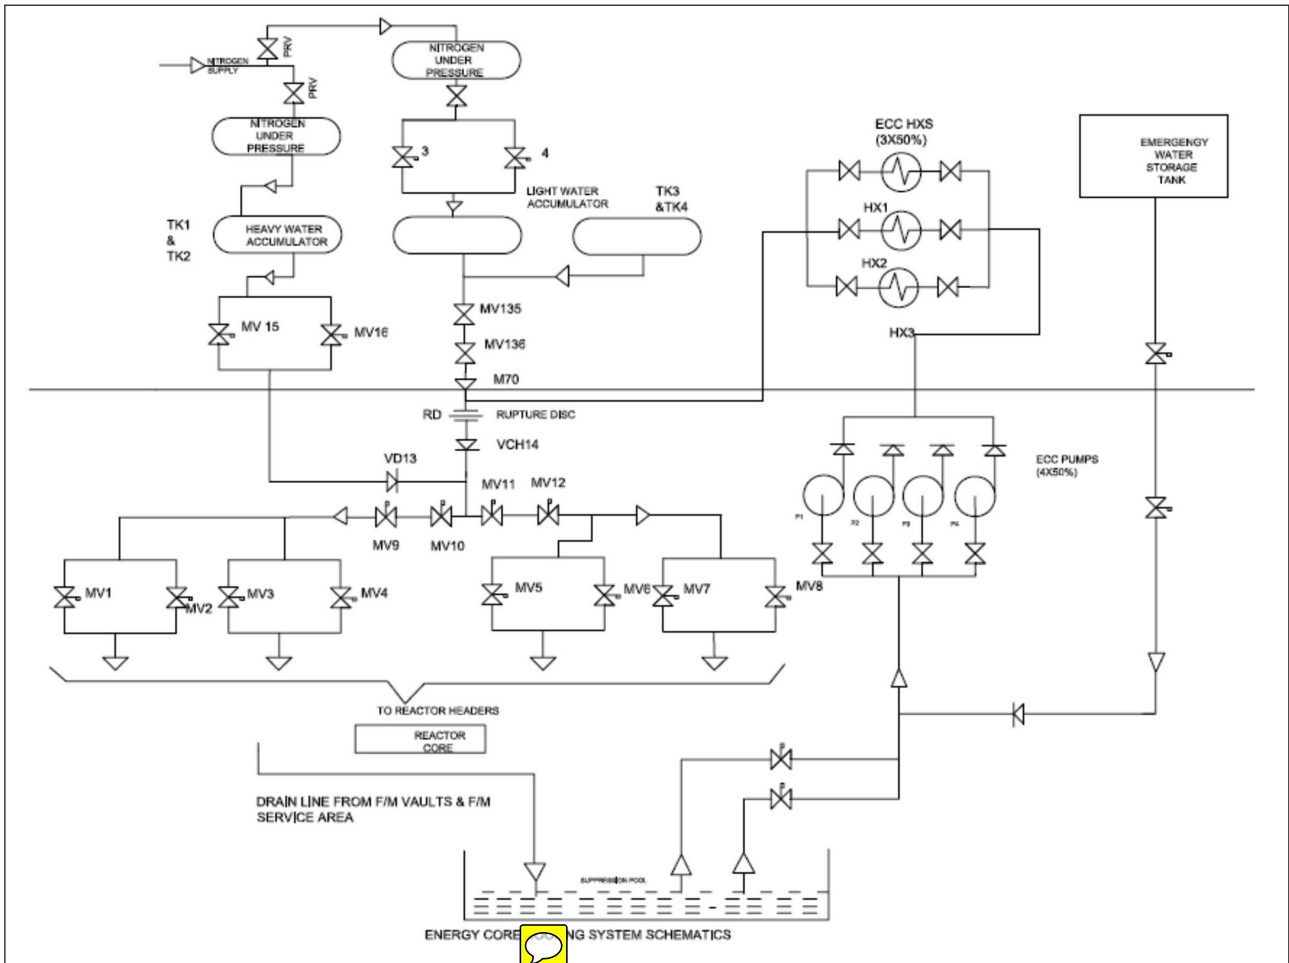 PRV
NITROGEN
SUPPLY
PRV
NITROGEN
UNDER
PRESSURE
NITROGEN
UNDER
PRESSURE
3
4
ECC HXS
(3X50%)
EMERGEGNY
WATER
STORAGE
TANK
LIGHT WATER
ACCUMULATOR
TK3
&TK4
HX1
TK1
&
TK2
HEAVY WATER
ACCUMULATOR
HX2
MV135
MV 15
MV16
MV136
HX3
M70
RD
RUPTURE DISC
VCH14
VD13
ECC PUMPS
(4X50%)
MV11
MV12
P1
P2
P3
P4
MV9
MV10
MV1
MV2
MV3
MV4
MV5
MV6
MV7
MV8
TO REACTOR HEADERS
REACTOR
CORE
P
P
DRAIN LINE FROM F/M VAULTS & F/M
SERVICE AREA
SUPPRESSION POOL
ENERGY CORE NG SYSTEM SCHEMATICS